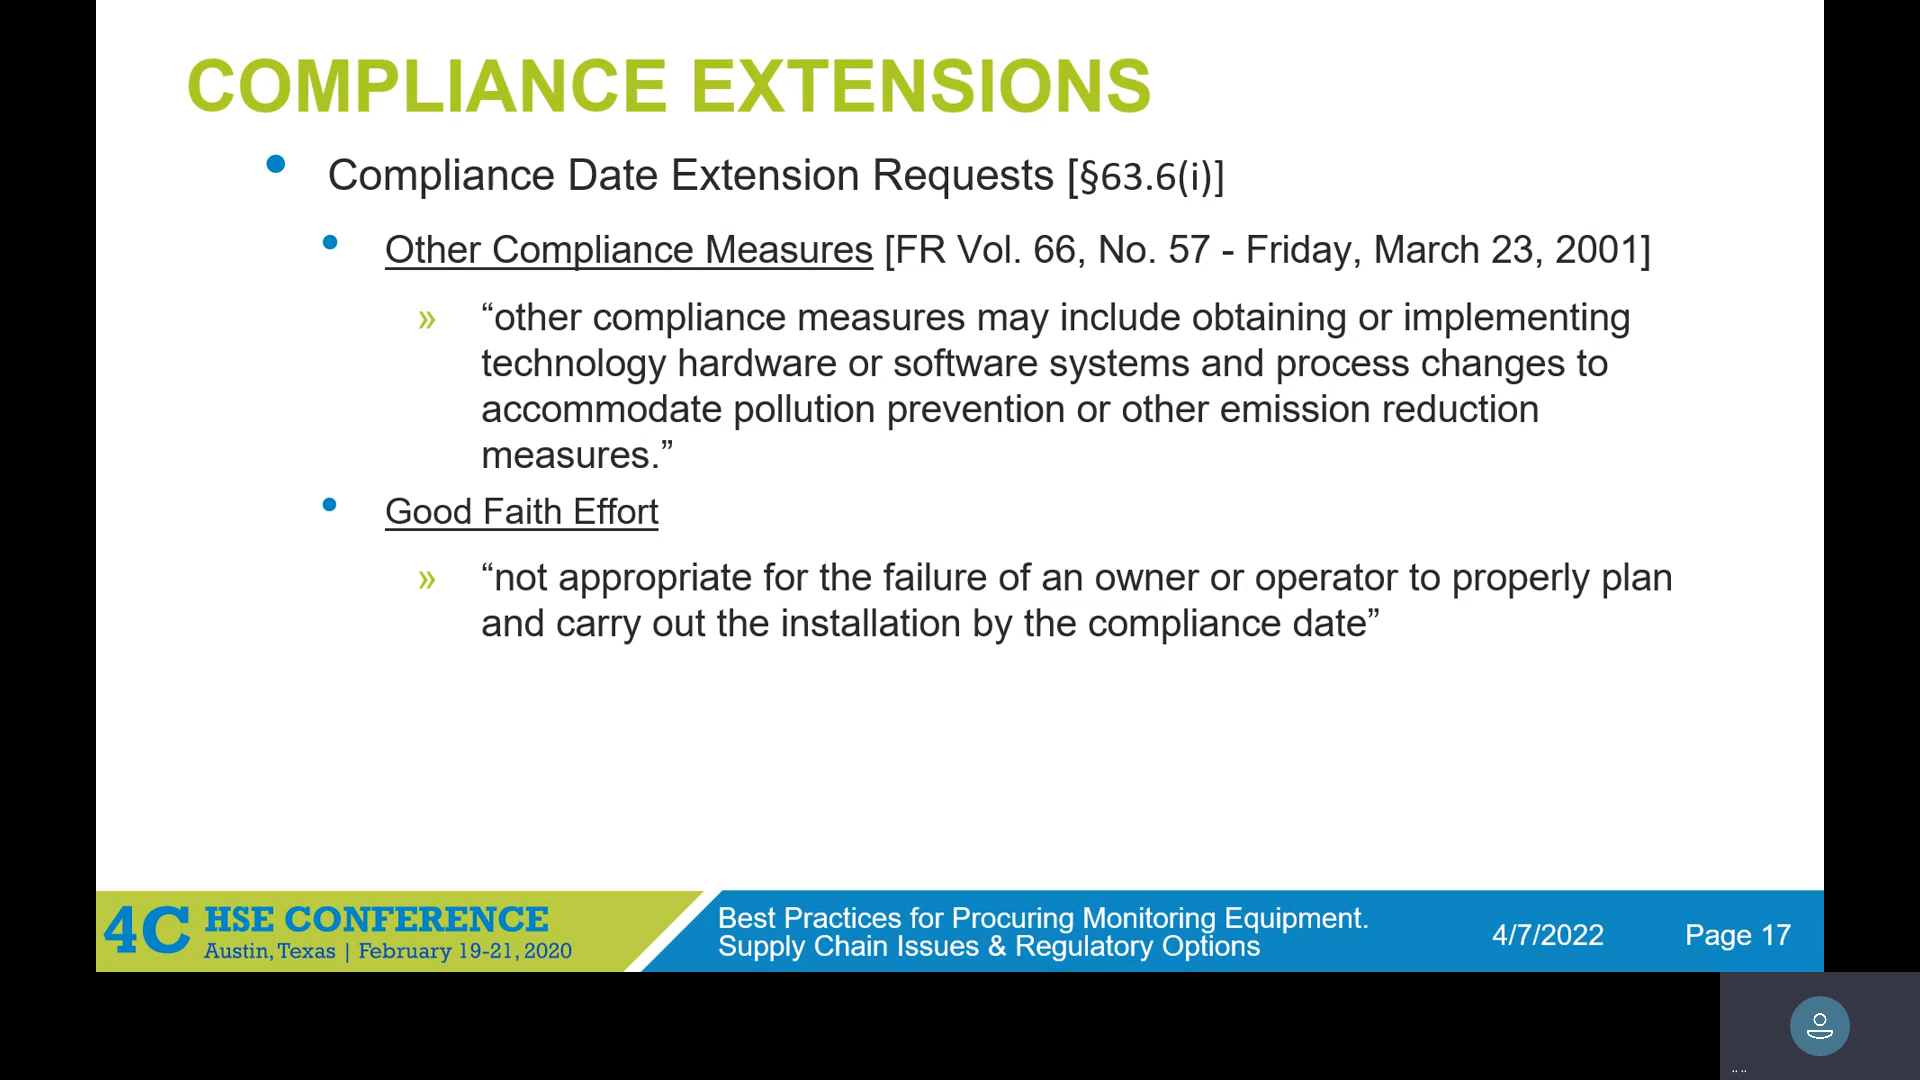 COMPLIANCE EXTENSIONS
• Compliance Date Extension Requests [§63.6(i)]
• Other Compliance Measures [FR Vol. 66, No. 57 - Friday, March 23, 2001]
» “other compliance measures may include obtaining or implementing
technology hardware or software systems and process changes to
accommodate pollution prevention or other emission reduction
measures.”
• Good Faith Effort
» “not appropriate for the failure of an owner or operator to properly plan
and carry out the installation by the compliance date”
4C HSE CONFERENCE
Austin, Texas | February 19-21, 2020
Best Practices for Procuring Monitoring Equipment.
Supply Chain Issues & Regulatory Options
4/7/2022
Page 17